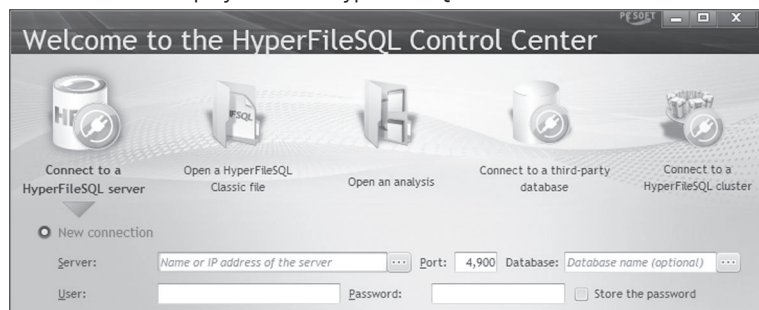 PC SOFT
Welcome to the HyperFileSQL Control Center
Connect to a
HyperFileSQL server
Open a HyperFileSQL
Classic file
Open an analysis
Connect to a third-party
database
Connect to a
HyperFileSQL cluster
New connection
Server: Name or IP address of the server ... Port: 4,900 Database: Database name (optional) ...
User: Password: Store the password